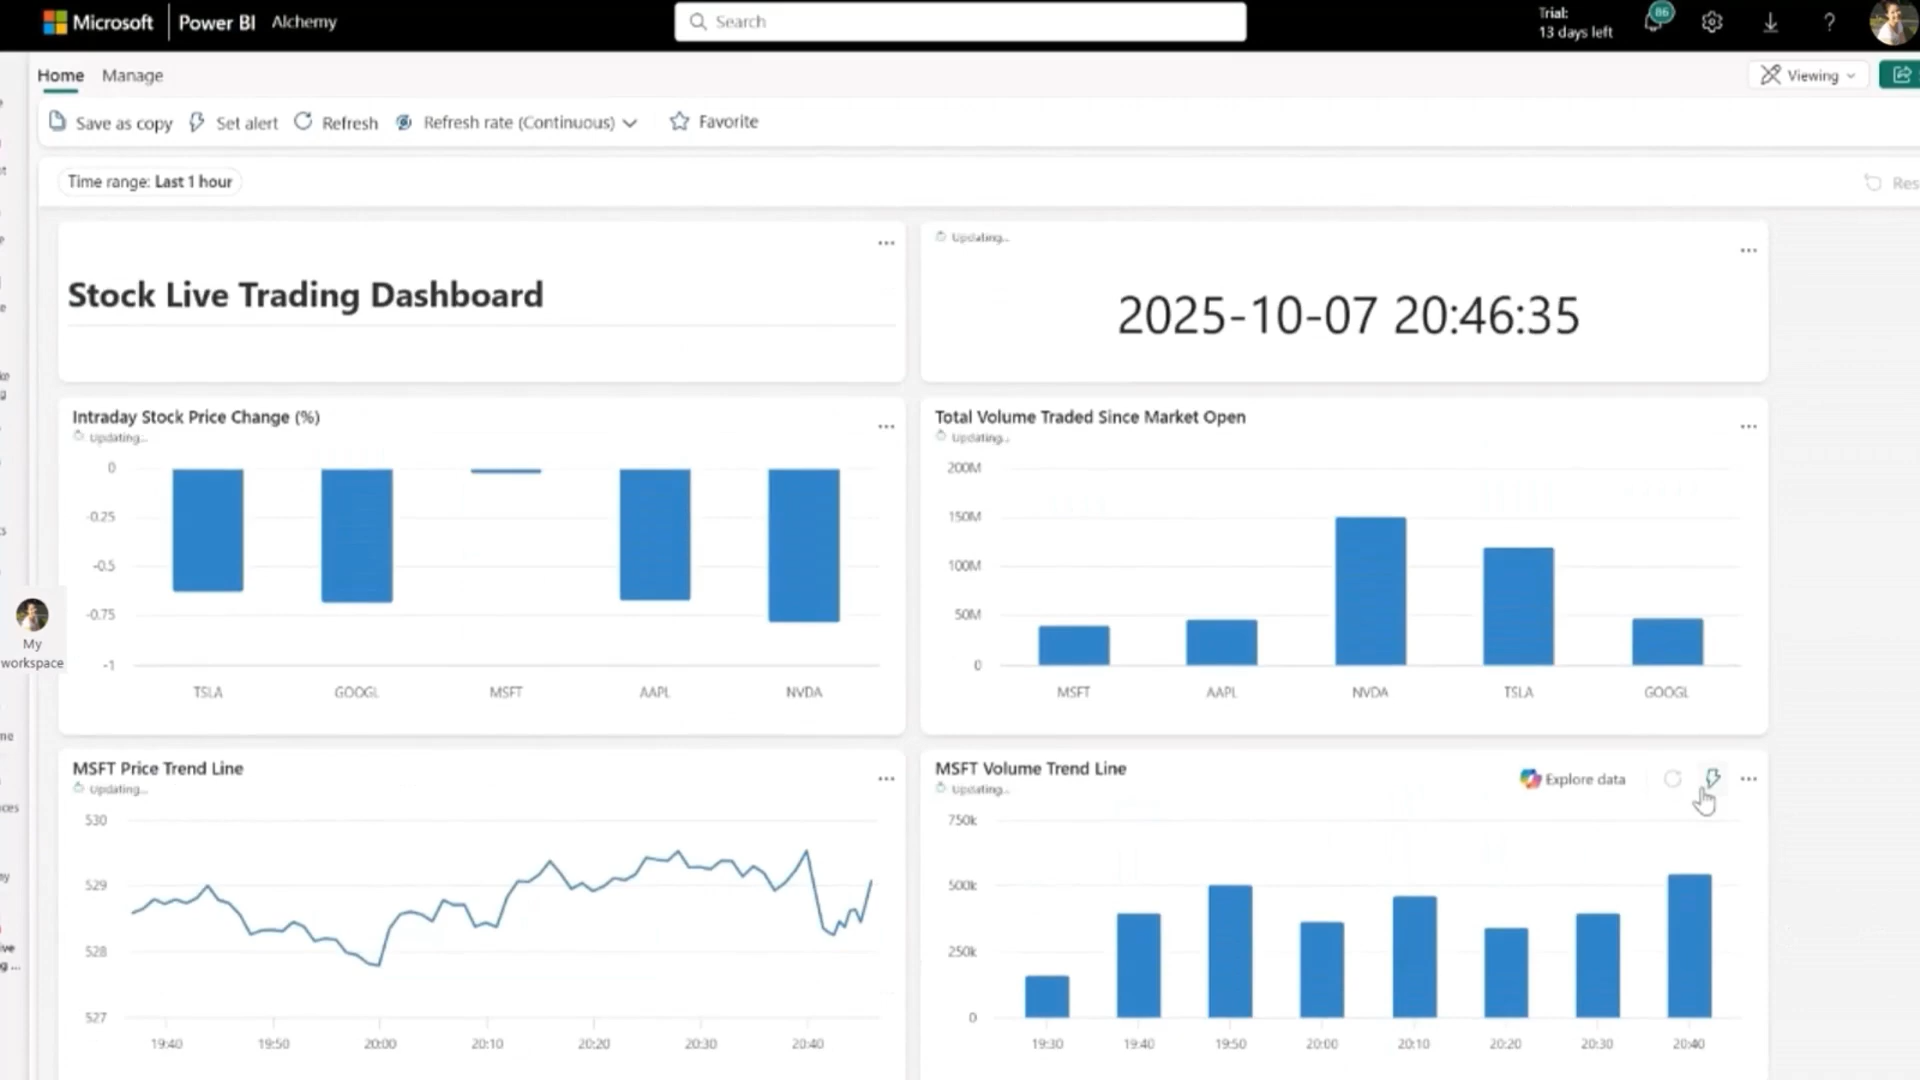 Microsoft Power BI Alchemy
Search
Trial:
13 days left
86
?
Home Manage
Viewing
Save as copy Set alert Refresh Refresh rate (Continuous) Favorite
Time range: Last 1 hour
Stock Live Trading Dashboard
Updating...
2025-10-07 20:46:35
Intraday Stock Price Change (%)
Updating...
0
-0.25
-0.5
-0.75
-1
TSLA GOOGL MSFT AAPL NVDA
Total Volume Traded Since Market Open
Updating...
200M
150M
100M
50M
0
MSFT AAPL NVDA TSLA GOOGL
My
workspace
MSFT Price Trend Line
Updating...
530
529
528
527
19:40 19:50 20:00 20:10 20:20 20:30 20:40
MSFT Volume Trend Line
Updating...
Explore data
750k
500k
250k
0
19:30 19:40 19:50 20:00 20:10 20:20 20:30 20:40